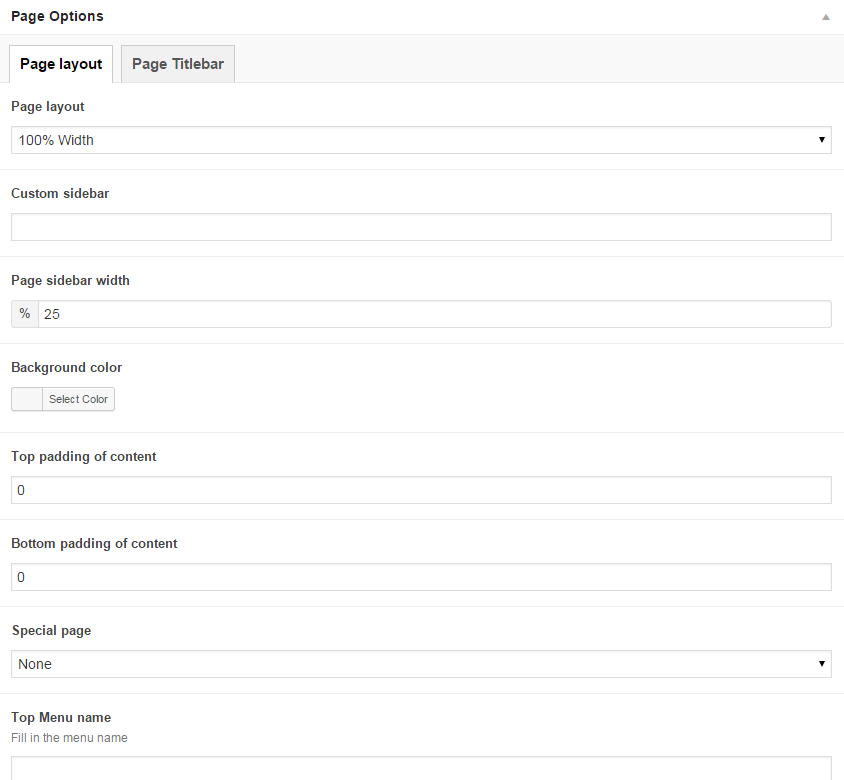 Page Options
Page layout Page Titlebar
Page layout
100% Width
Custom sidebar
Page sidebar width
% 25
Background color
Select Color
Top padding of content
0
Bottom padding of content
0
Special page
None
Top Menu name
Fill in the menu name